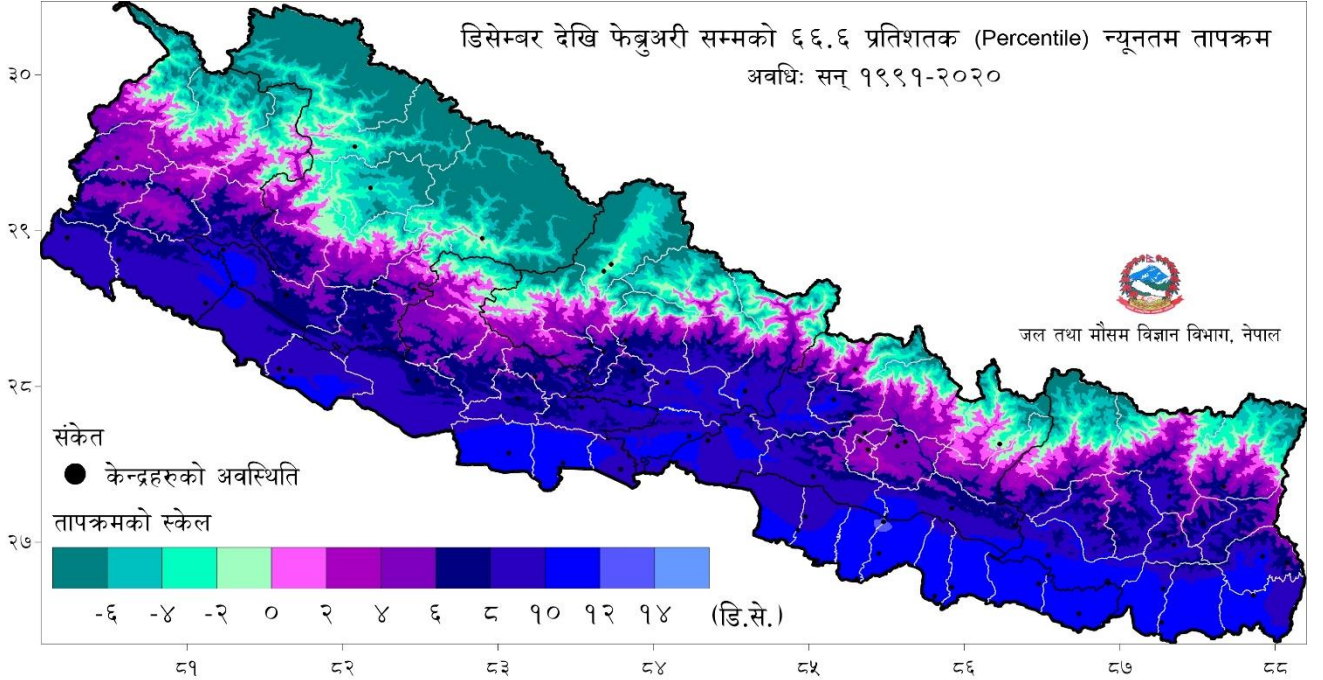 डिसेम्बर देखि फेब्रुअरी सम्मको ६६.६ प्रतिशतक (Percentile) न्यूनतम तापक्रम
अवधिः सन् १९९१-२०२०
३०
२९
२८
२७
जल तथा मौसम विज्ञान विभाग, नेपाल
संकेत
केन्द्रहरुको अवस्थिति
तापक्रमको स्केल
-६ -४ -२ ० २ ४ ६ ८ १० १२ १४ (डि.से.)
८१ ८२ ८३ ८४ ८५ ८६ ८७ ८८